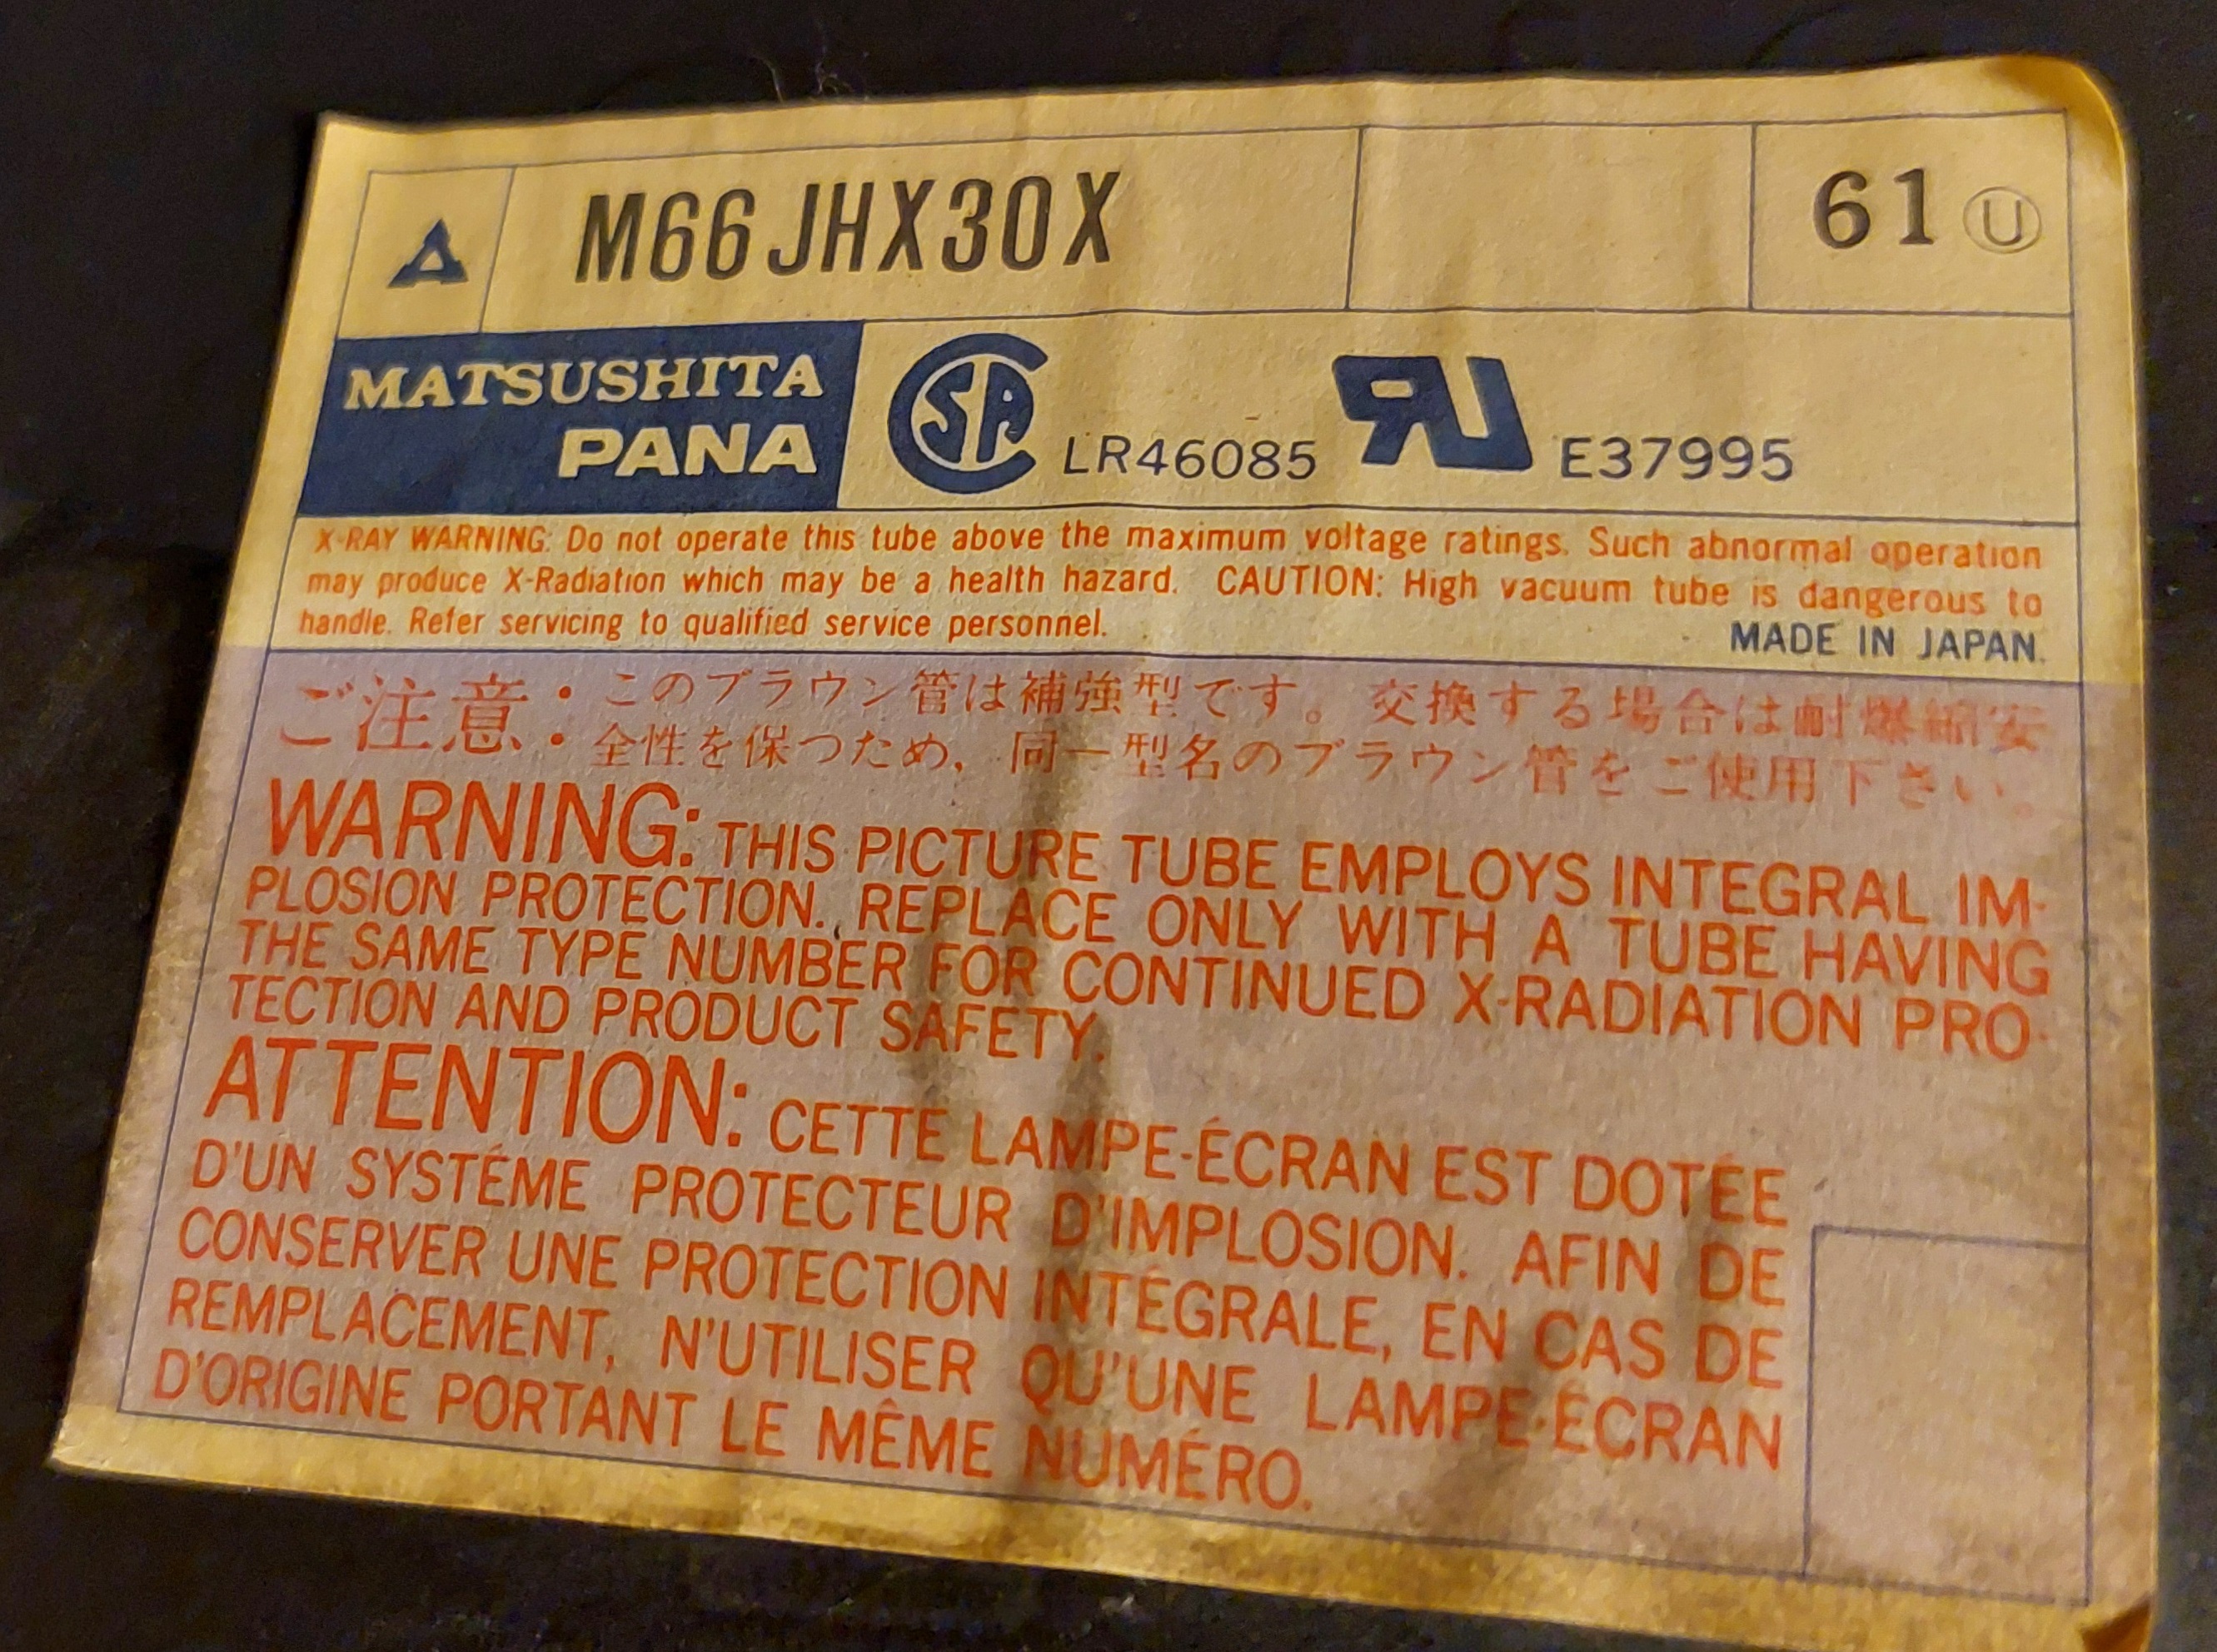 M66JHX30X 61 Ⓤ
MATSUSHITA
PANA
CSA LR46085 RU E37995
X-RAY WARNING: Do not operate this tube above the maximum voltage ratings. Such abnormal operation
may produce X-Radiation which may be a health hazard. CAUTION: High vacuum tube is dangerous to
handle. Refer servicing to qualified service personnel.
MADE IN JAPAN.
ご注意・このブラウン管は補強型です。交換する場合は耐爆縮安
・全性を保つため、同一型名のブラウン管をご使用下さい。
WARNING: THIS PICTURE TUBE EMPLOYS INTEGRAL IM-
PLOSION PROTECTION. REPLACE ONLY WITH A TUBE HAVING
THE SAME TYPE NUMBER FOR CONTINUED X-RADIATION PRO-
TECTION AND PRODUCT SAFETY.
ATTENTION: CETTE LAMPE-ÉCRAN EST DOTÉE
D'UN SYSTÉME PROTECTEUR D'IMPLOSION. AFIN DE
CONSERVER UNE PROTECTION INTÉGRALE, EN CAS DE
REMPLACEMENT, N'UTILISER QU'UNE LAMPE-ÉCRAN
D'ORIGINE PORTANT LE MÊME NUMÉRO.